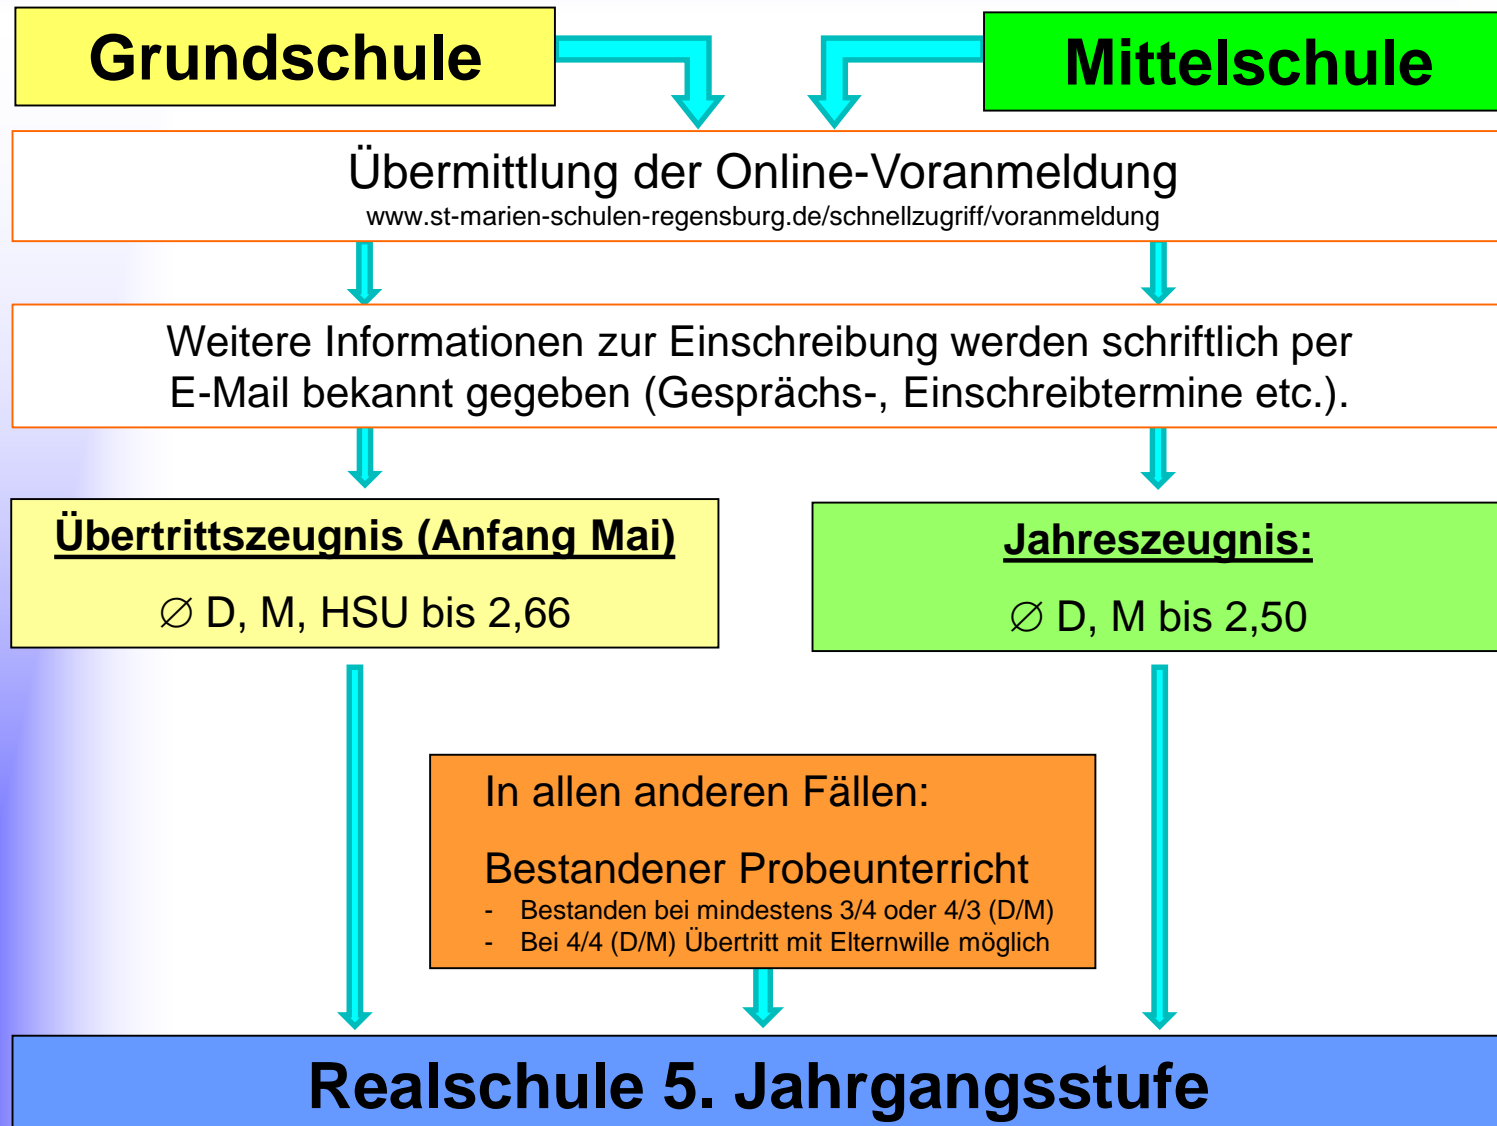 Grundschule
Mittelschule
Übermittlung der Online-Voranmeldung
www.st-marien-schulen-regensburg.de/schnellzugriff/voranmeldung
Weitere Informationen zur Einschreibung werden schriftlich per
E-Mail bekannt gegeben (Gesprächs-, Einschreibtermine etc.).
Übertrittszeugnis (Anfang Mai)
∅ D, M, HSU bis 2,66
Jahreszeugnis:
∅ D, M bis 2,50
In allen anderen Fällen:
Bestandener Probeunterricht
- Bestanden bei mindestens 3/4 oder 4/3 (D/M)
- Bei 4/4 (D/M) Übertritt mit Elternwille möglich
Realschule 5. Jahrgangsstufe